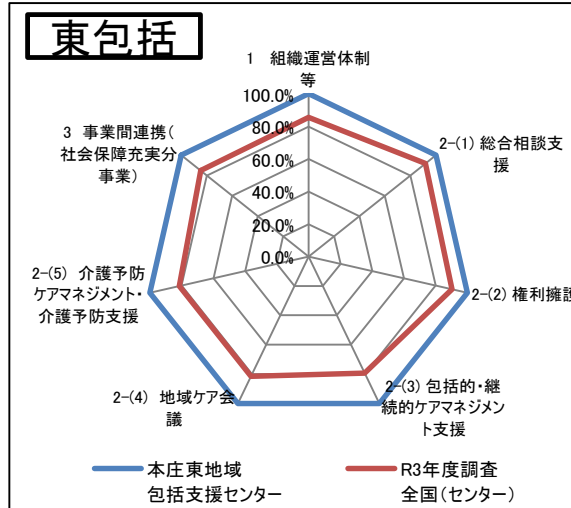 東包括
1　組織運営体制
等
100.0%
80.0%
60.0%
40.0%
20.0%
0.0%
2-(1) 総合相談支
援
2-(2) 権利擁護
2-(3) 包括的・継
続的ケアマネジメン
ト支援
2-(4)　地域ケア会
議
2-(5)　介護予防
ケアマネジメント・
介護予防支援
3　事業間連携(
社会保障充実分
事業)
本庄東地域
包括支援センター
R3年度調査
全国(センター)